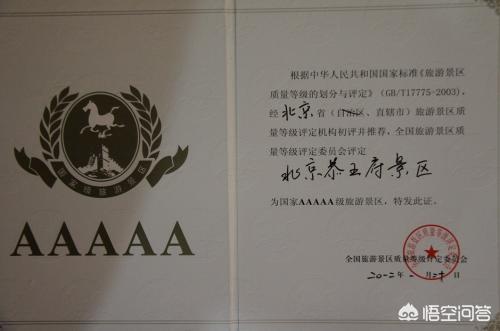 国家级旅游景区
AAAAA
根据中华人民共和国国家标准《旅游景区
质量等级的划分与评定》(GB/T17775-2003),
经北京省(自治区、直辖市)旅游景区质
量等级评定机构初评并推荐,全国旅游景区质
量等级评定委员会评定
北京恭王府景区
为国家AAAAA级旅游景区,特发此证。
全国旅游景区质量等级评定委员会
悟空问答